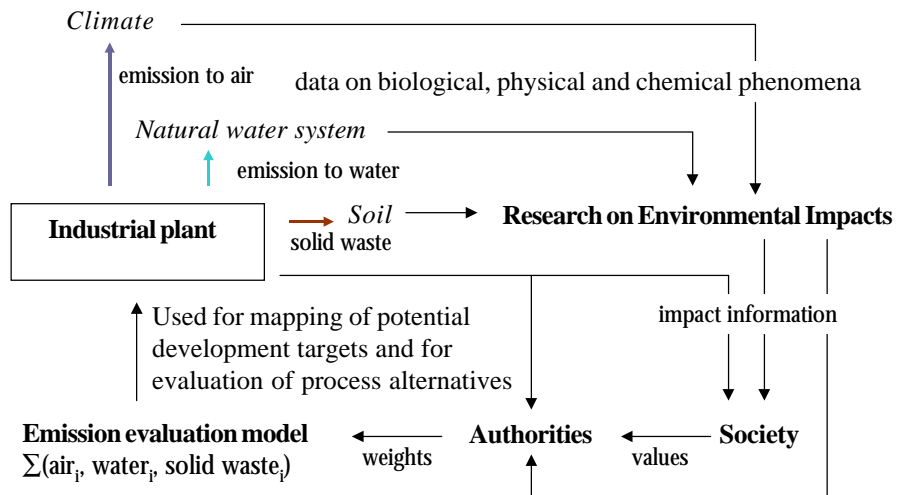 Climate
emission to air
data on biological, physical and chemical phenomena
Natural water system
emission to water
Industrial plant
Soil
solid waste
Research on Environmental Impacts
Used for mapping of potential
development targets and for
evaluation of process alternatives
impact information
Emission evaluation model
∑(airᵢ, waterᵢ, solid wasteᵢ)
weights
Authorities
values
Society